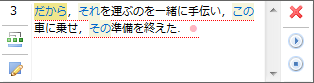 3
だから，それを運ぶのを一緒に手伝い，この
車に乗せ，その準備を終えた．